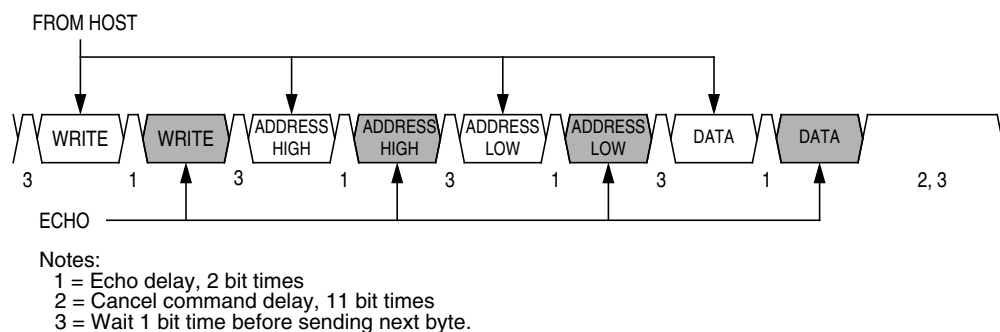 FROM HOST
WRITE WRITE ADDRESS HIGH ADDRESS HIGH ADDRESS LOW ADDRESS LOW DATA DATA
3 1 3 1 3 1 3 1 2, 3
ECHO
Notes:
1 = Echo delay, 2 bit times
2 = Cancel command delay, 11 bit times
3 = Wait 1 bit time before sending next byte.